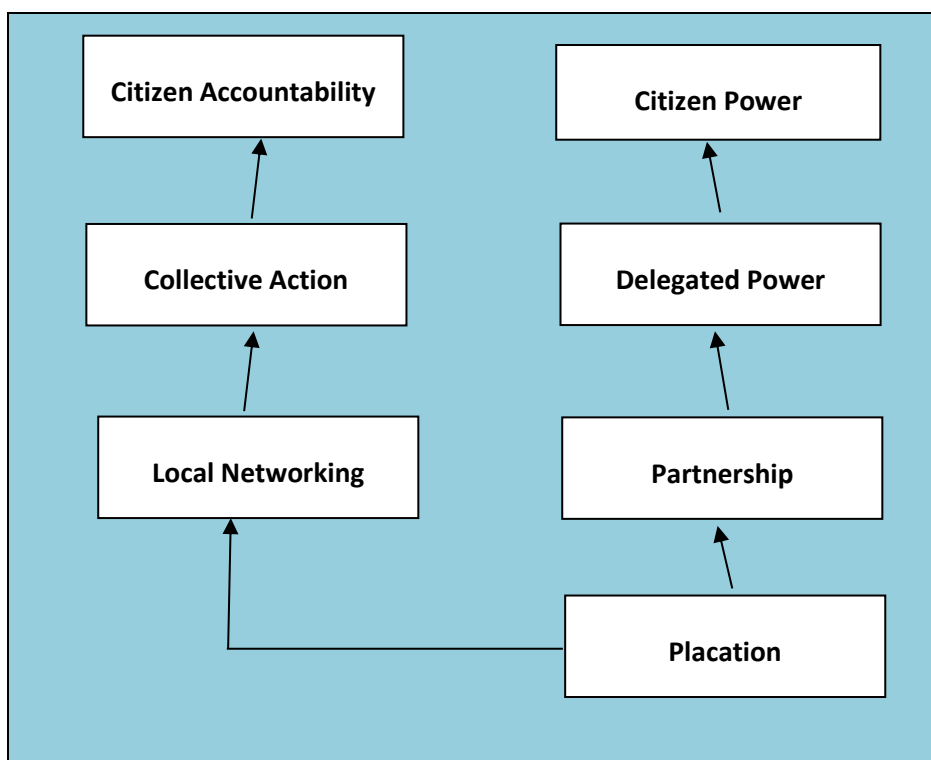 Citizen Accountability
Citizen Power
Collective Action
Delegated Power
Local Networking
Partnership
Placation